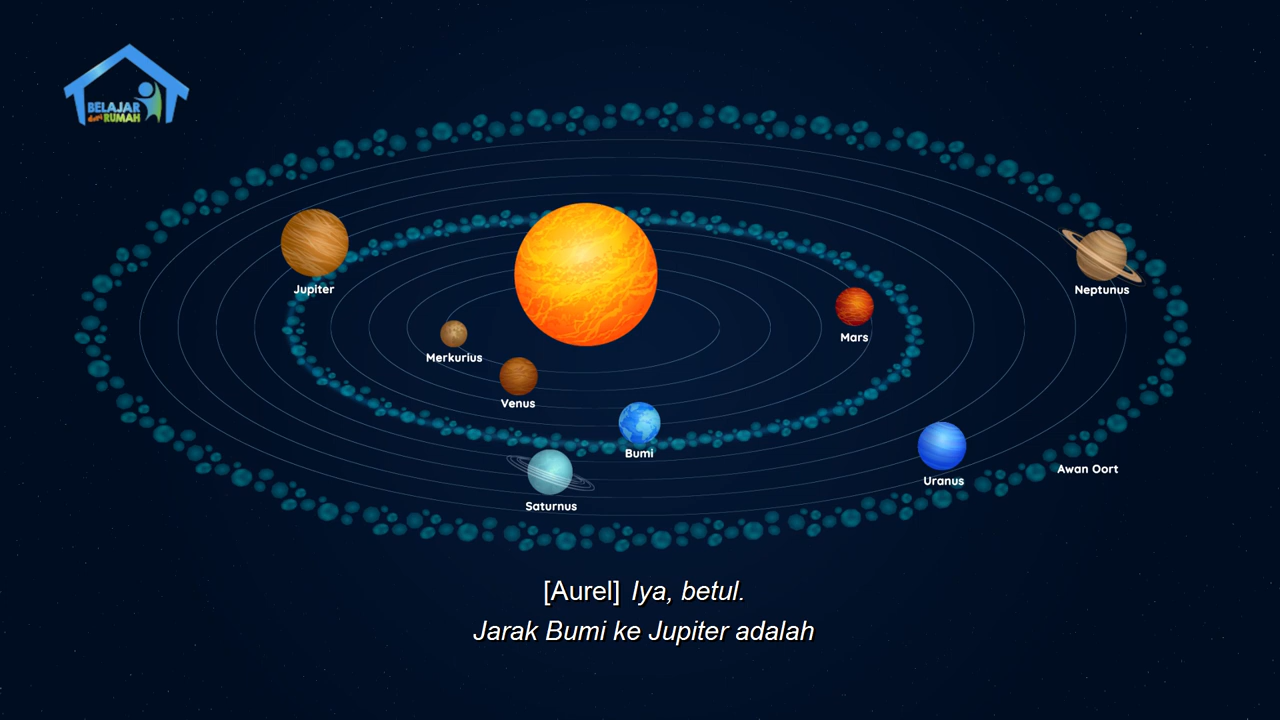 BELAJAR
dari RUMAH
Jupiter
Neptunus
Mars
Merkurius
Venus
Bumi
Awan Oort
Uranus
Saturnus
[Aurel] Iya, betul.
Jarak Bumi ke Jupiter adalah